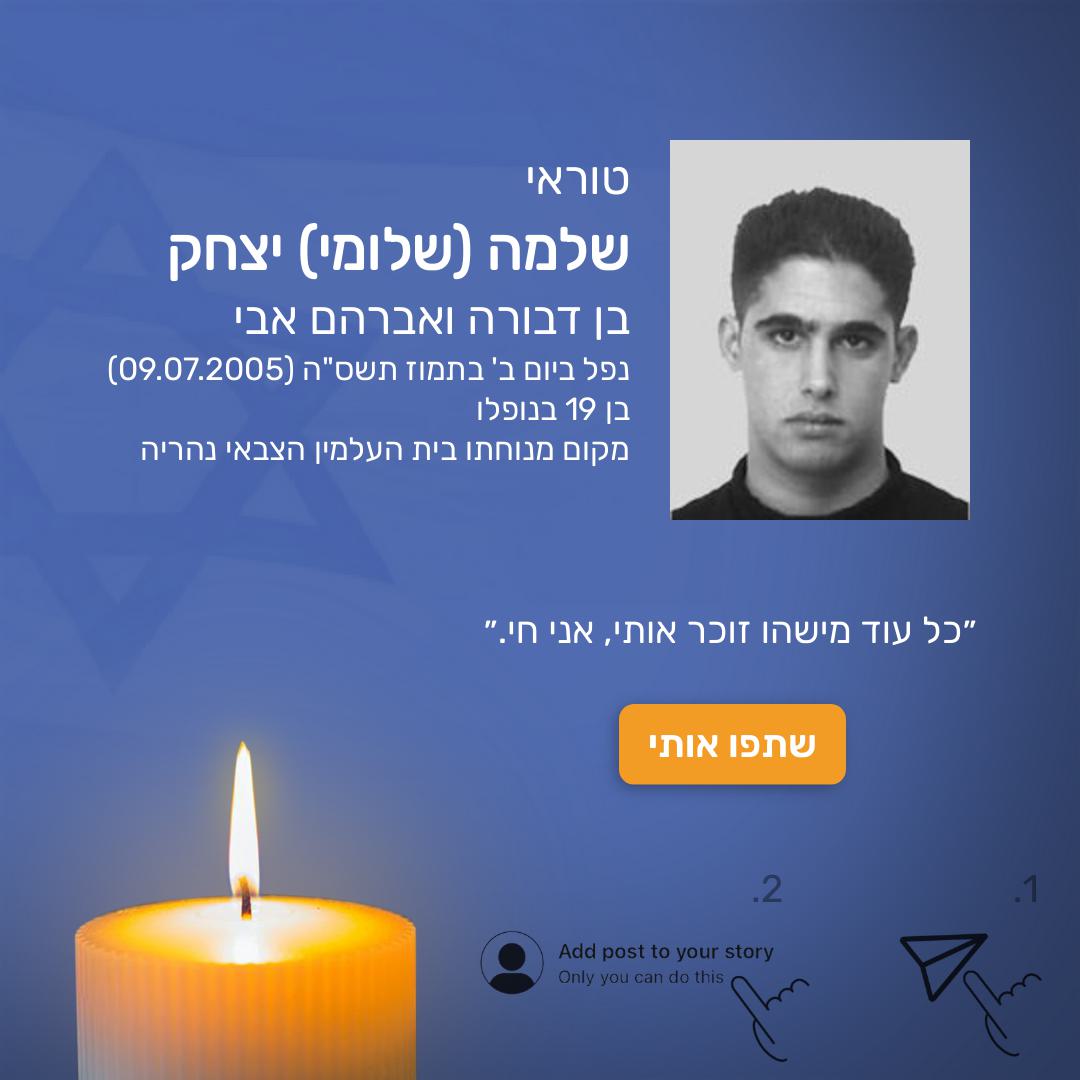 טוראי
שלמה (שלומי) יצחק
בן דבורה ואברהם אבי
נפל ביום ב' בתמוז תשס"ה (09.07.2005)
בן 19 בנופלו
מקום מנוחתו בית העלמין הצבאי נהריה
״כל עוד מישהו זוכר אותי, אני חי.״
שתפו אותי
1.
2.
Add post to your story
Only you can do this